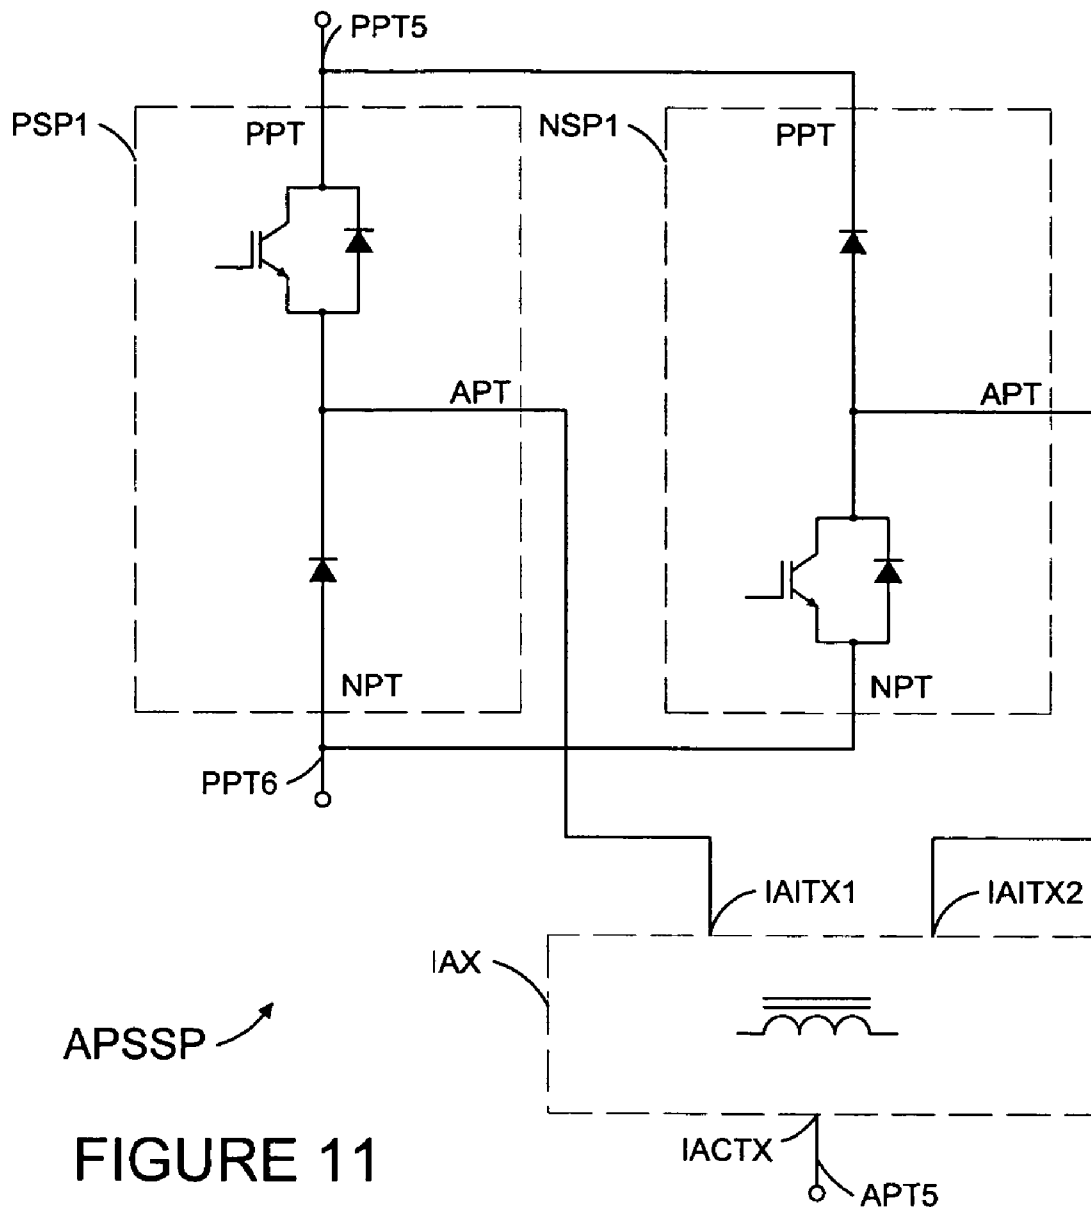 PPT5
PSP1
PPT
NSP1
PPT
APT
APT
NPT
NPT
PPT6
IAITX1
IAITX2
IAX
APSSP
IACTX
APT5
FIGURE 11